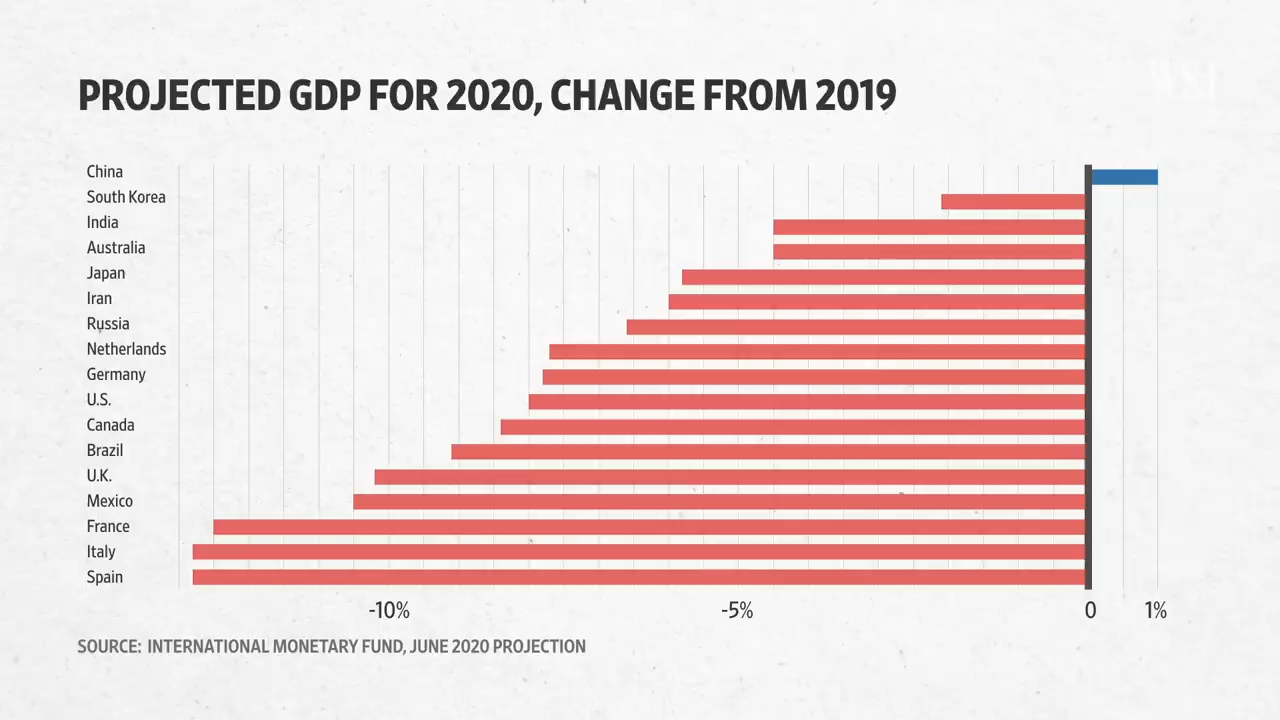 WSJ
PROJECTED GDP FOR 2020, CHANGE FROM 2019
China
South Korea
India
Australia
Japan
Iran
Russia
Netherlands
Germany
U.S.
Canada
Brazil
U.K.
Mexico
France
Italy
Spain
-10% -5% 0 1%
SOURCE: INTERNATIONAL MONETARY FUND, JUNE 2020 PROJECTION